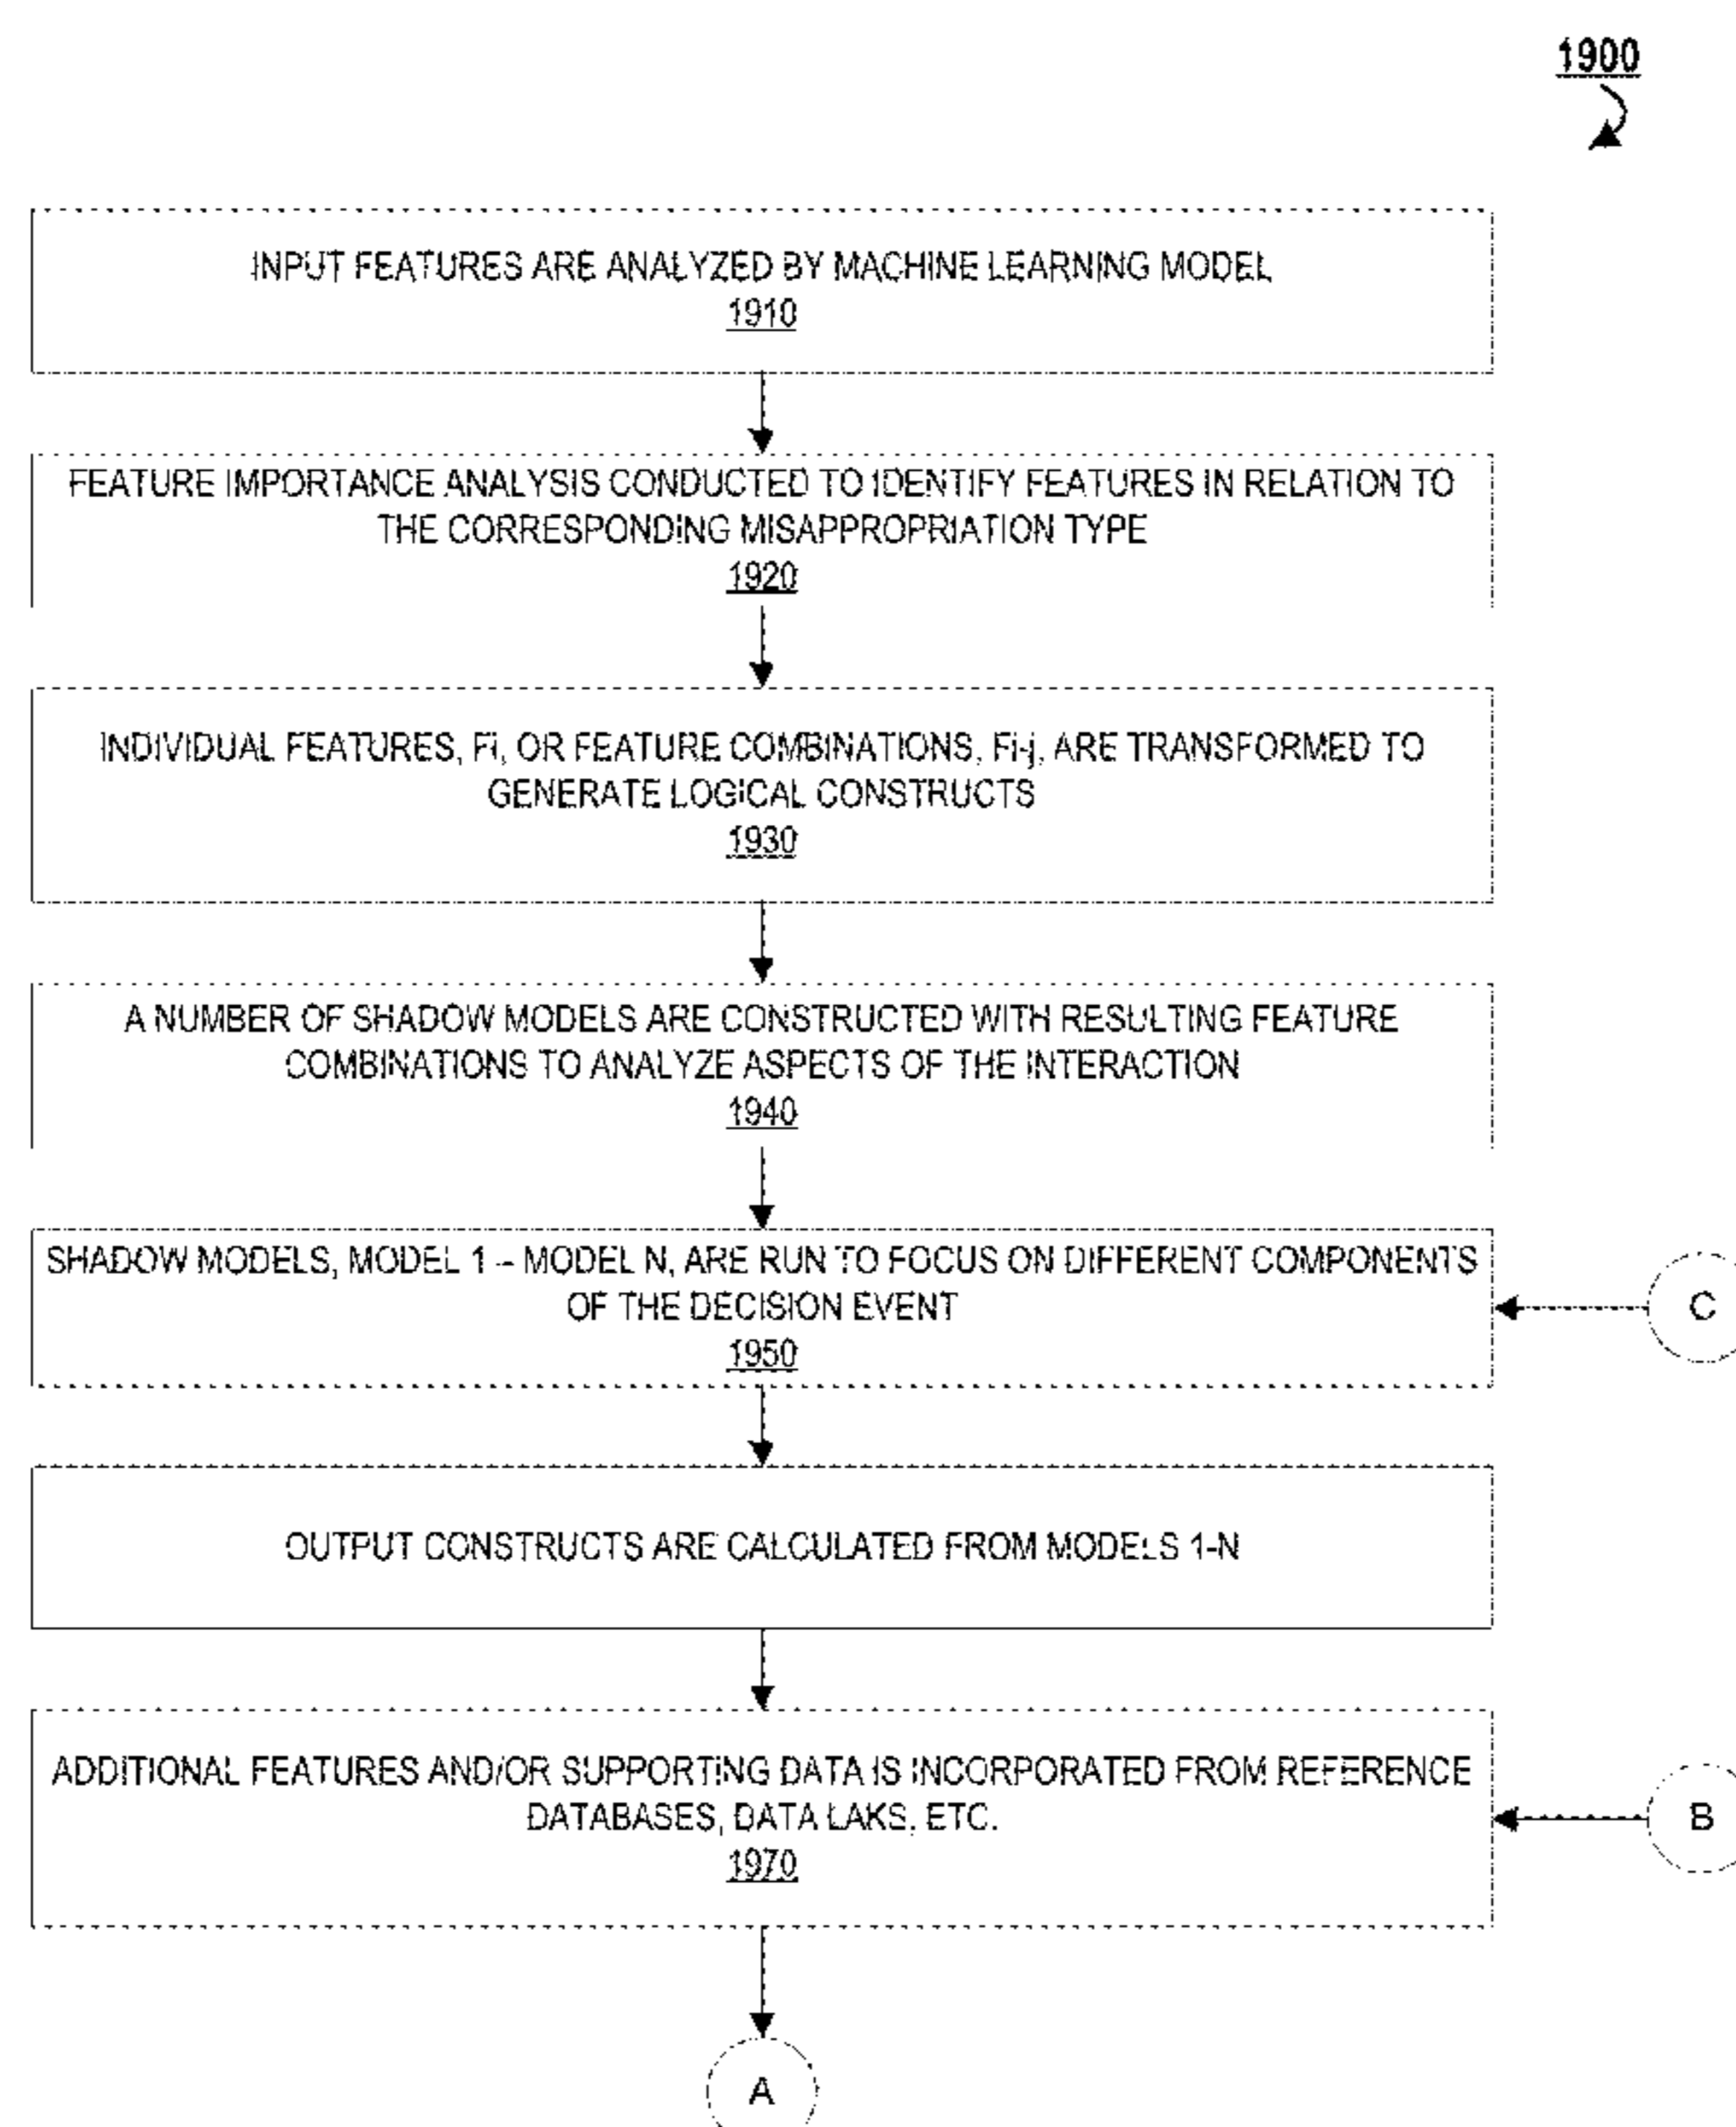 1900
INPUT FEATURES ARE ANALYZED BY MACHINE LEARNING MODEL
1910
FEATURE IMPORTANCE ANALYSIS CONDUCTED TO IDENTIFY FEATURES IN RELATION TO
THE CORRESPONDING MISAPPROPRIATION TYPE
1920
INDIVIDUAL FEATURES, Fi, OR FEATURE COMBINATIONS, Fi-j, ARE TRANSFORMED TO
GENERATE LOGICAL CONSTRUCTS
1930
A NUMBER OF SHADOW MODELS ARE CONSTRUCTED WITH RESULTING FEATURE
COMBINATIONS TO ANALYZE ASPECTS OF THE INTERACTION
1940
SHADOW MODELS, MODEL 1 – MODEL N, ARE RUN TO FOCUS ON DIFFERENT COMPONENTS
OF THE DECISION EVENT
1950
C
OUTPUT CONSTRUCTS ARE CALCULATED FROM MODELS 1-N
ADDITIONAL FEATURES AND/OR SUPPORTING DATA IS INCORPORATED FROM REFERENCE
DATABASES, DATA LAKS, ETC.
1970
B
A